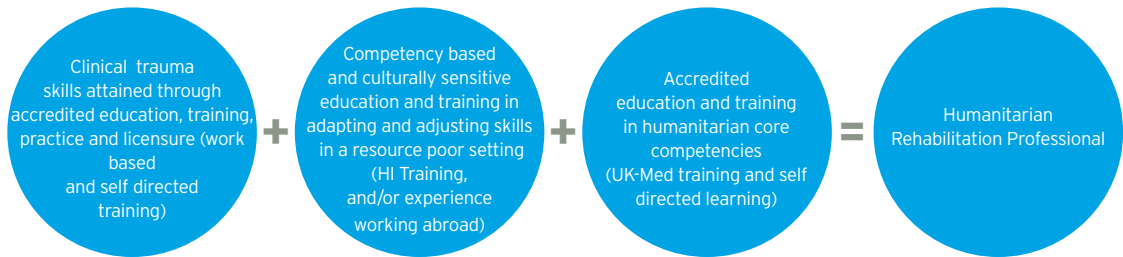 Clinical trauma
skills attained through
accredited education, training,
practice and licensure (work
based
and self directed
training)
+
Competency based
and culturally sensitive
education and training in
adapting and adjusting skills
in a resource poor setting
(HI Training,
and/or experience
working abroad)
+
Accredited
education and training
in humanitarian core
competencies
(UK-Med training and self
directed learning)
=
Humanitarian
Rehabilitation Professional